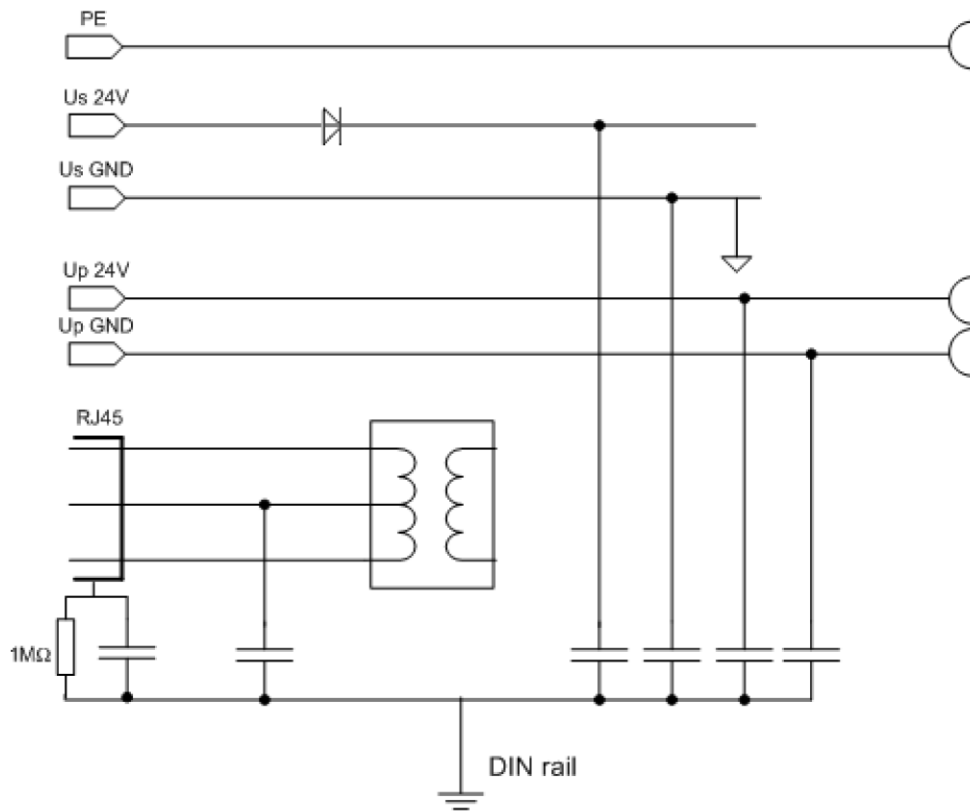 PE
Us 24V
Us GND
Up 24V
Up GND
RJ45
1MΩ
DIN rail